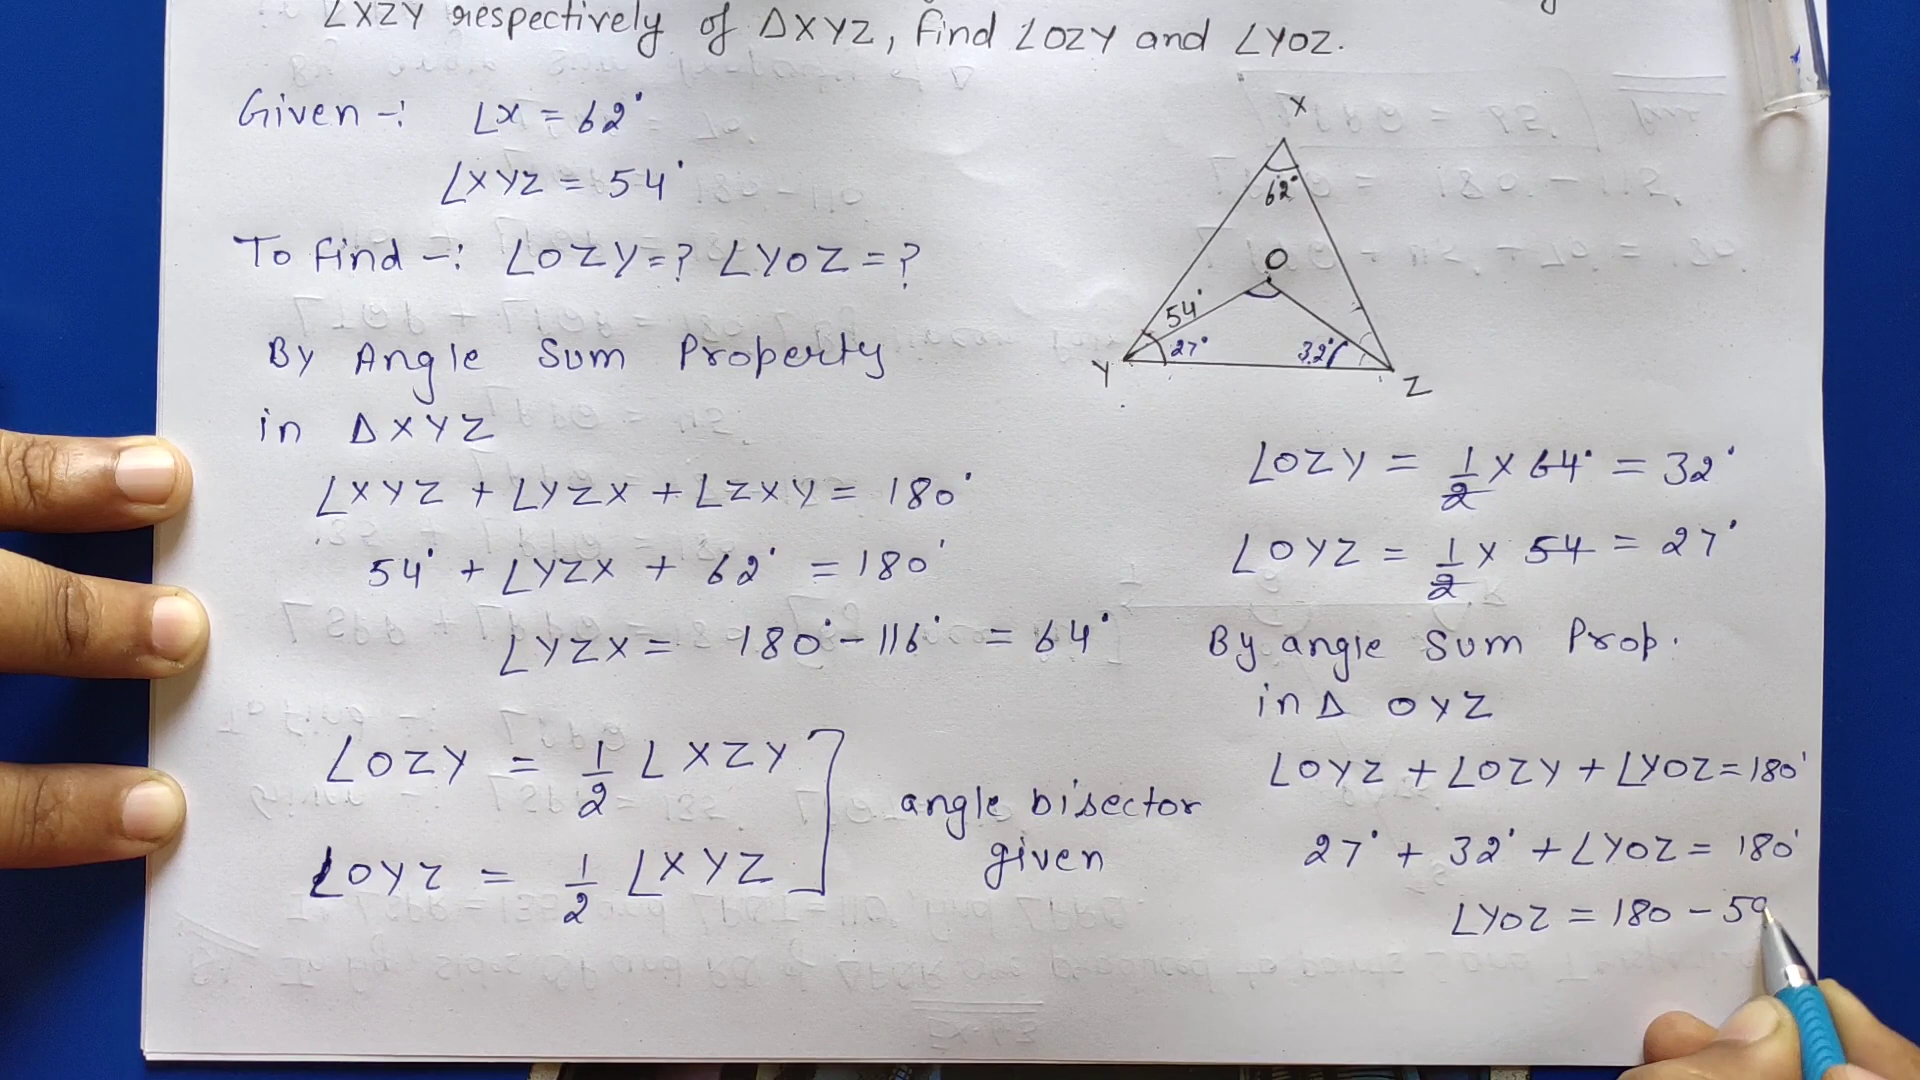 ∠XZY respectively of ΔXYZ, find ∠OZY and ∠YOZ.
Given -: ∠X = 62°
∠XYZ = 54°
To find -: ∠OZY = ? ∠YOZ = ?
By Angle Sum Property
in ΔXYZ
∠XYZ + ∠YZX + ∠ZXY = 180°
54° + ∠YZX + 62° = 180°
∠YZX = 180° - 116° = 64°
∠OZY = 1/2 ∠XZY
∠OYZ = 1/2 ∠XYZ
angle bisector
given
X
62°
O
54°
27°
32°
Y
Z
∠OZY = 1/2 × 64° = 32°
∠OYZ = 1/2 × 54 = 27°
By angle Sum Prop.
in Δ OYZ
∠OYZ + ∠OZY + ∠YOZ = 180°
27° + 32° + ∠YOZ = 180°
∠YOZ = 180 - 59